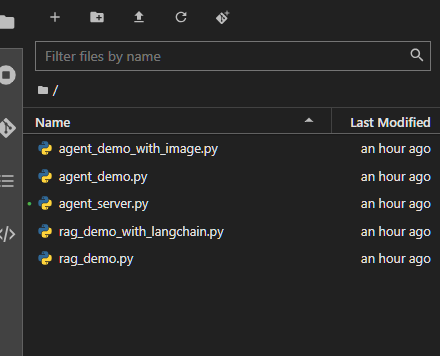 Filter files by name
/
Name Last Modified
agent_demo_with_image.py an hour ago
agent_demo.py an hour ago
agent_server.py an hour ago
rag_demo_with_langchain.py an hour ago
rag_demo.py an hour ago